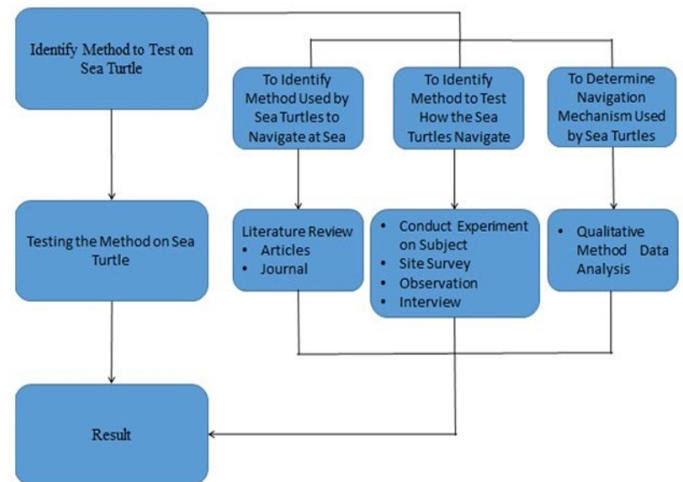 Identify Method to Test on
Sea Turtle
To Identify
Method Used by
Sea Turtles to
Navigate at Sea
To Identify
Method to Test
How the Sea
Turtles Navigate
To Determine
Navigation
Mechanism Used
by Sea Turtles
Testing the Method on Sea
Turtle
Literature Review
• Articles
• Journal
• Conduct Experiment
on Subject
• Site Survey
• Observation
• Interview
• Qualitative
Method Data
Analysis
Result